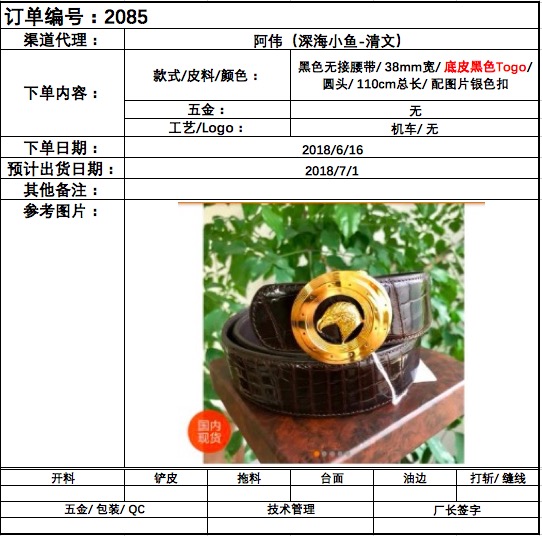 订单编号：2085
渠道代理： 阿伟（深海小鱼-清文）
下单内容： 款式/皮料/颜色： 黑色无接腰带/ 38mm宽/ 底皮黑色Togo/
圆头/ 110cm总长/ 配图片银色扣
五金： 无
工艺/Logo： 机车/ 无
下单日期： 2018/6/16
预计出货日期： 2018/7/1
其他备注：
参考图片：
国内
现货
开料 铲皮 拖料 台面 油边 打斩/ 缝线
五金/ 包装/ QC 技术管理 厂长签字